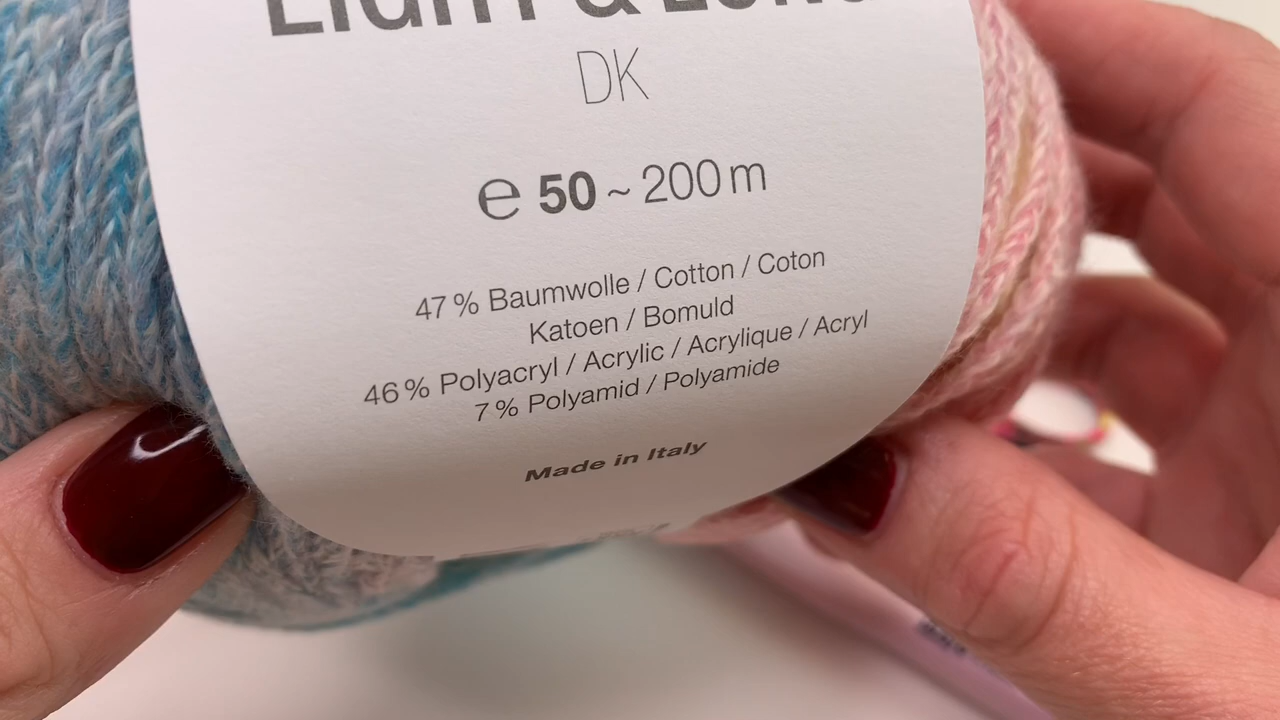 DK
℮ 50 ~ 200 m
47 % Baumwolle / Cotton / Coton
Katoen / Bomuld
46 % Polyacryl / Acrylic / Acrylique / Acryl
7 % Polyamid / Polyamide
Made in Italy